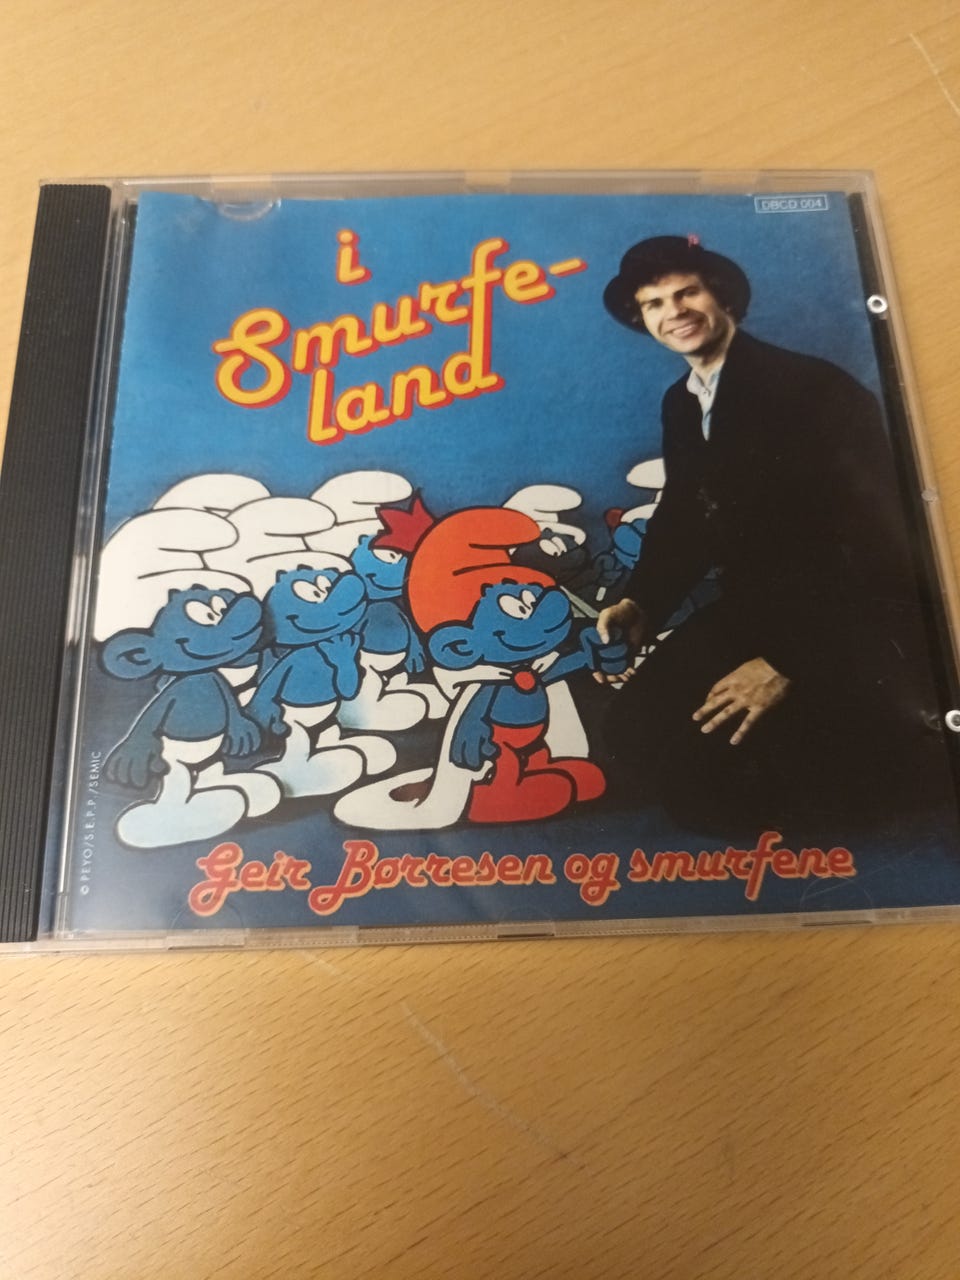 DBCD 004
i
Smurfe-
land
Geir Børresen og smurfene
© PEYO/S.E.P.P./SEMIC